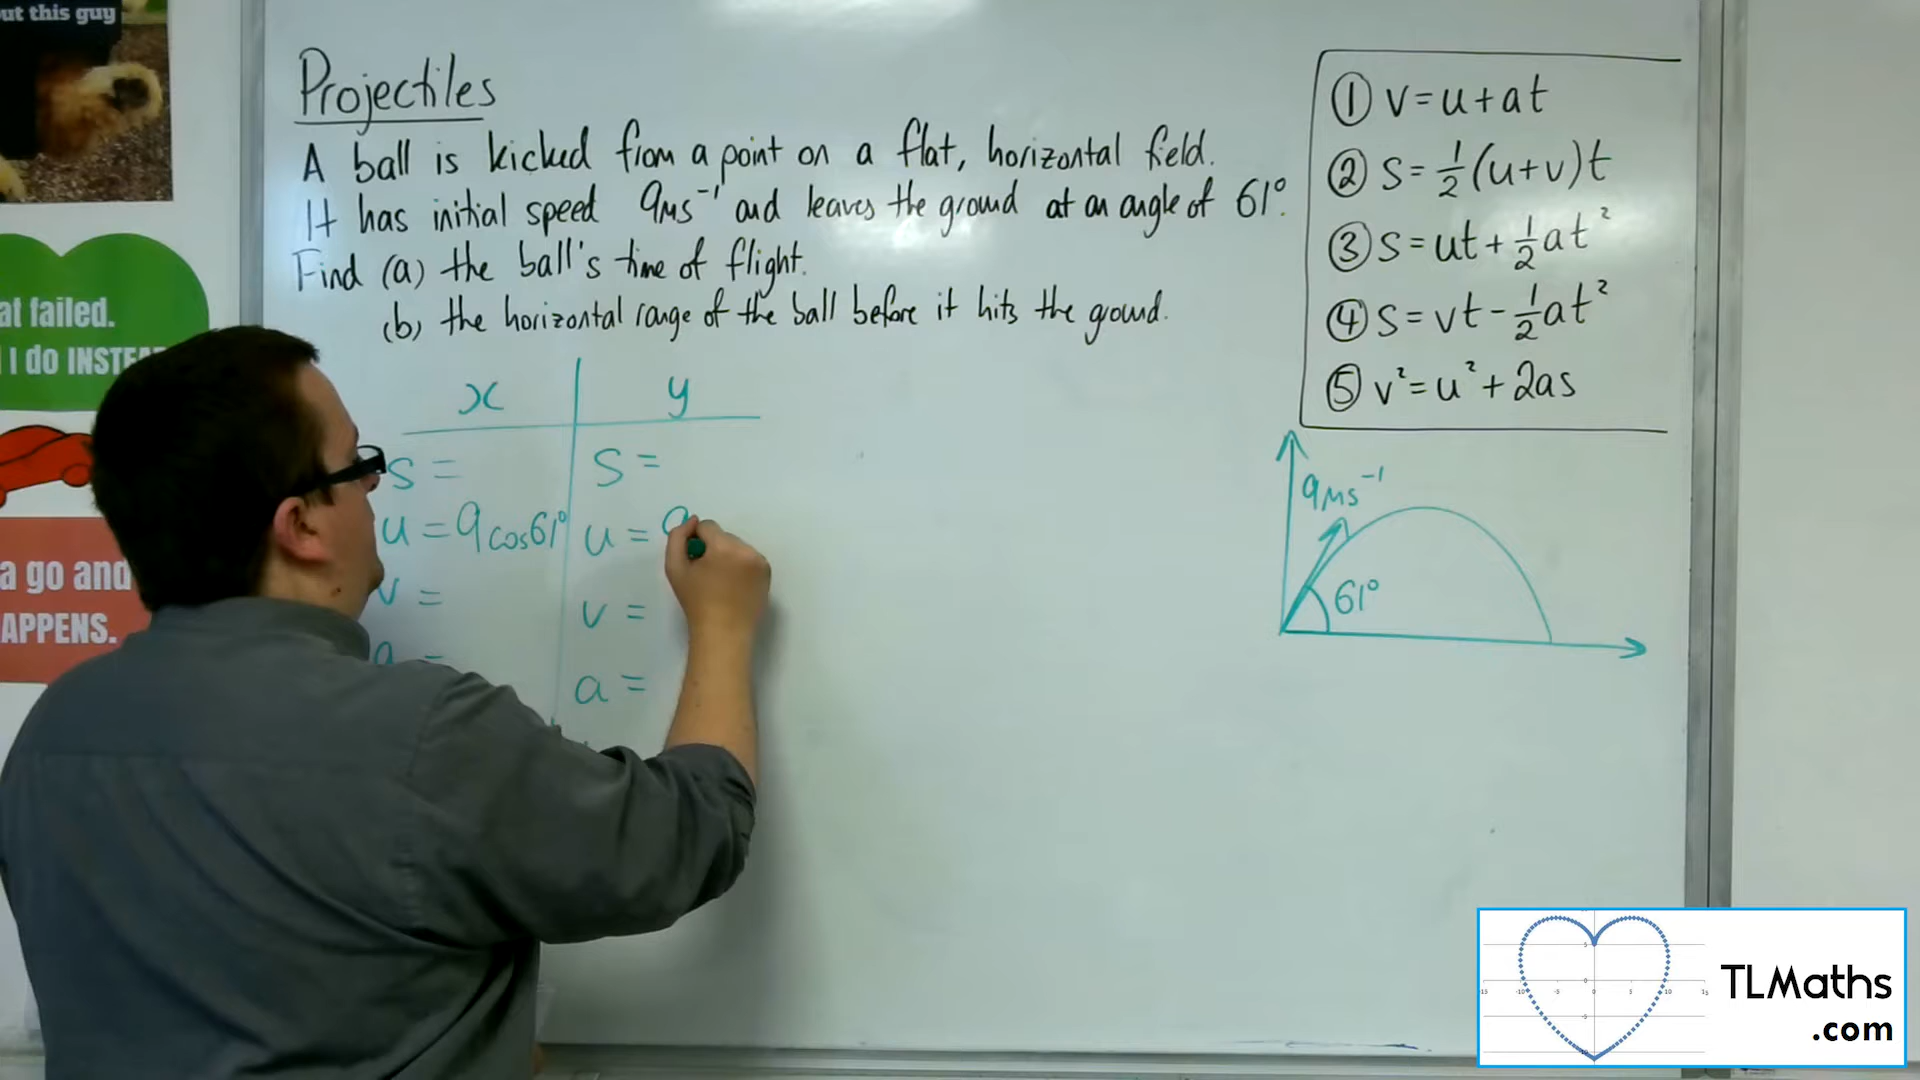 ut this guy
at failed.
I do INSTEA
a go and
APPENS.
Projectiles
A ball is kicked from a point on a flat, horizontal field.
It has initial speed 9ms⁻¹ and leaves the ground at an angle of 61°.
Find (a) the ball's time of flight.
(b) the horizontal range of the ball before it hits the ground.
① v = u + at
② s = ½(u+v)t
③ s = ut + ½at²
④ s = vt - ½at²
⑤ v² = u² + 2as
x y
s = s =
u = 9cos61° u = 9
v = v =
a = a =
9ms⁻¹
61°
TLMaths
.com